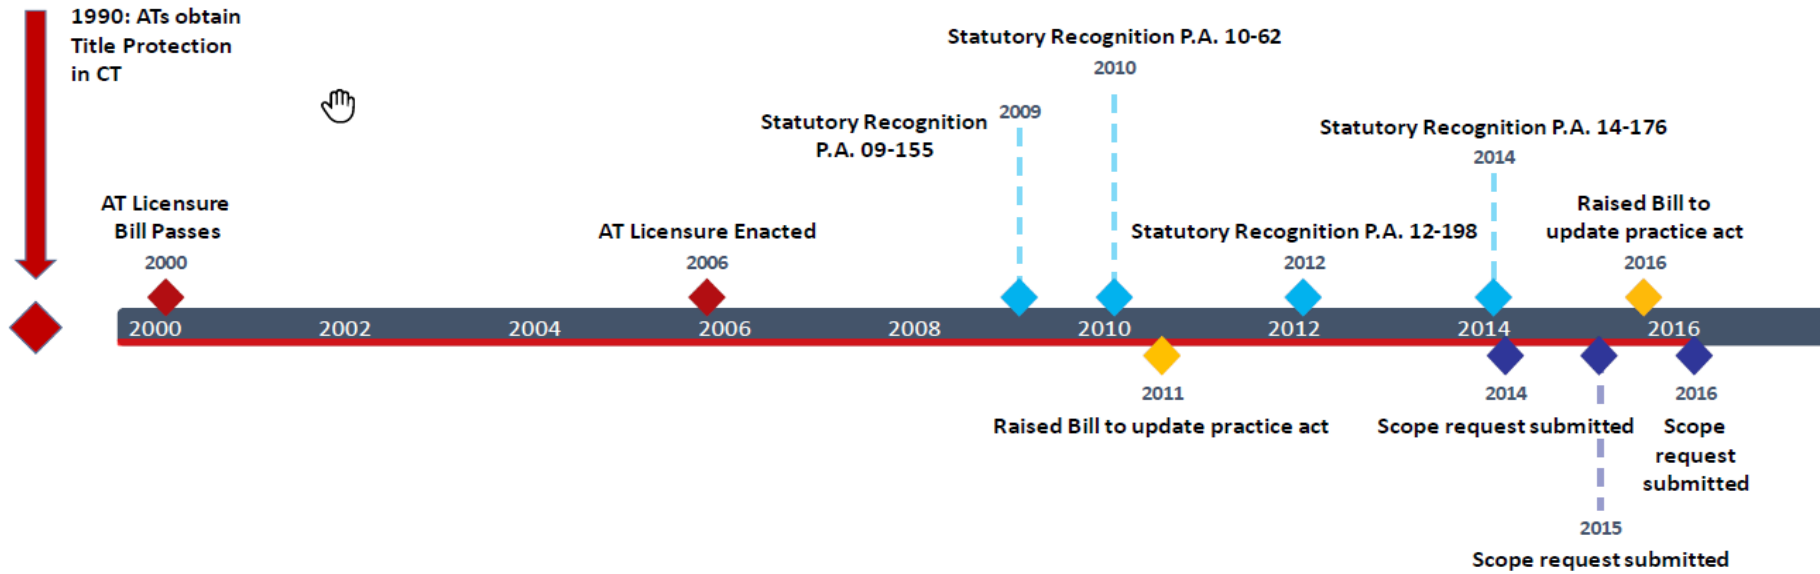 1990: ATs obtain
Title Protection
in CT
Statutory Recognition P.A. 10-62
2010
2009
Statutory Recognition
P.A. 09-155
Statutory Recognition P.A. 14-176
2014
AT Licensure
Bill Passes
2000
AT Licensure Enacted
2006
Statutory Recognition P.A. 12-198
2012
Raised Bill to
update practice act
2016
2000 2002 2004 2006 2008 2010 2012 2014 2016
2011
Raised Bill to update practice act
2014
Scope request submitted
2016
Scope
request
submitted
2015
Scope request submitted